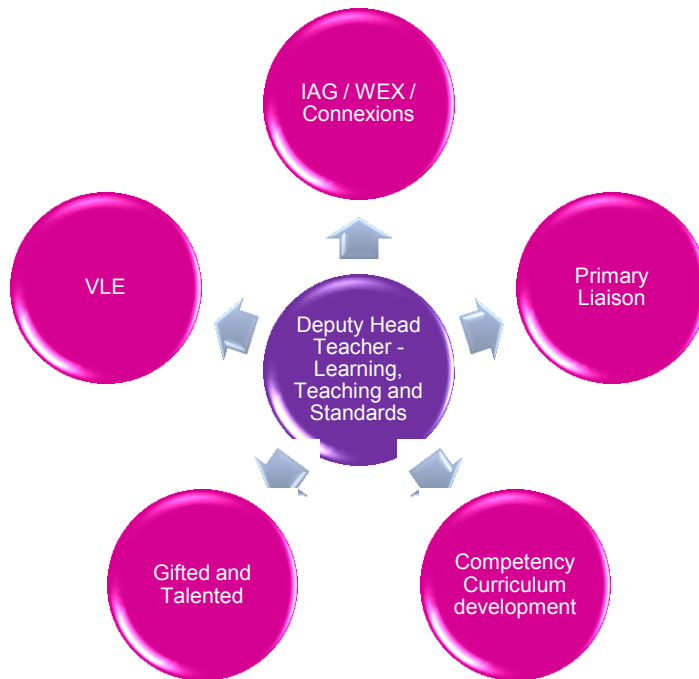 IAG / WEX /
Connexions
VLE
Primary
Liaison
Deputy Head
Teacher -
Learning,
Teaching and
Standards
Gifted and
Talented
Competency
Curriculum
development